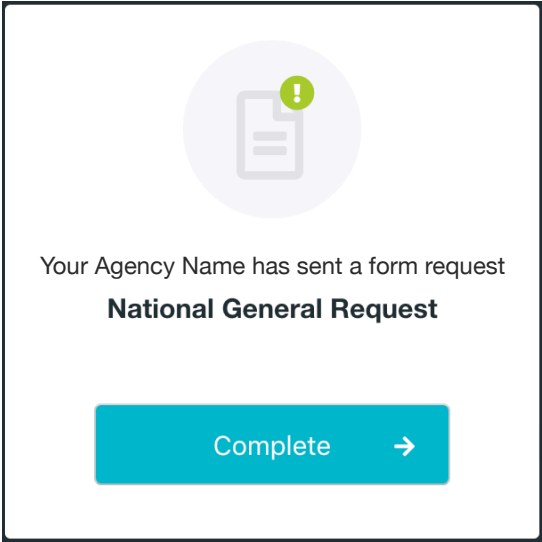 Your Agency Name has sent a form request
National General Request
Complete